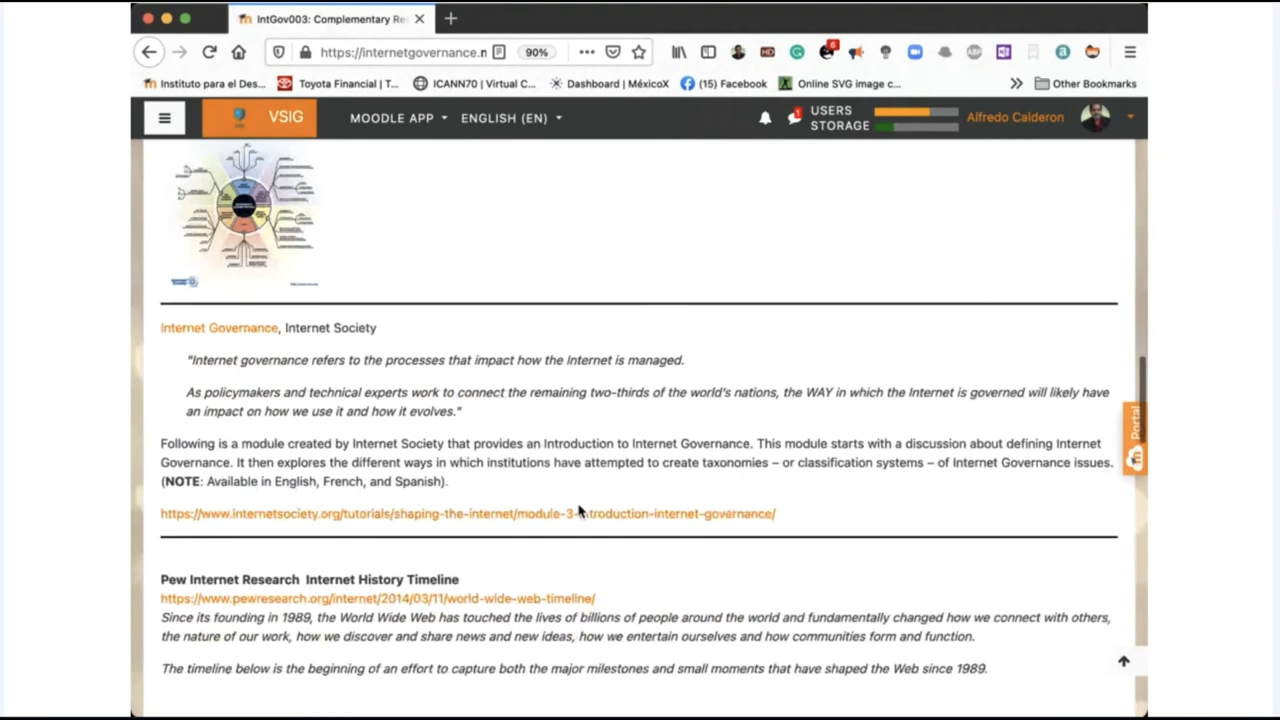 IntGov003: Complementary Re
https://internetgovernance.n
90%
6
HD
ABP
Instituto para el Des...
Toyota Financial | T...
ICANN70 | Virtual C...
Dashboard | MéxicoX
(15) Facebook
Online SVG image c...
Other Bookmarks
VSIG
MOODLE APP
ENGLISH (EN)
USERS
STORAGE
Alfredo Calderon
Internet Governance, Internet Society
"Internet governance refers to the processes that impact how the Internet is managed.
As policymakers and technical experts work to connect the remaining two-thirds of the world's nations, the WAY in which the Internet is governed will likely have
an impact on how we use it and how it evolves."
Portal
Following is a module created by Internet Society that provides an Introduction to Internet Governance. This module starts with a discussion about defining Internet
Governance. It then explores the different ways in which institutions have attempted to create taxonomies – or classification systems – of Internet Governance issues.
(NOTE: Available in English, French, and Spanish).
https://www.internetsociety.org/tutorials/shaping-the-internet/module-3-introduction-internet-governance/
Pew Internet Research Internet History Timeline
https://www.pewresearch.org/internet/2014/03/11/world-wide-web-timeline/
Since its founding in 1989, the World Wide Web has touched the lives of billions of people around the world and fundamentally changed how we connect with others,
the nature of our work, how we discover and share news and new ideas, how we entertain ourselves and how communities form and function.
The timeline below is the beginning of an effort to capture both the major milestones and small moments that have shaped the Web since 1989.